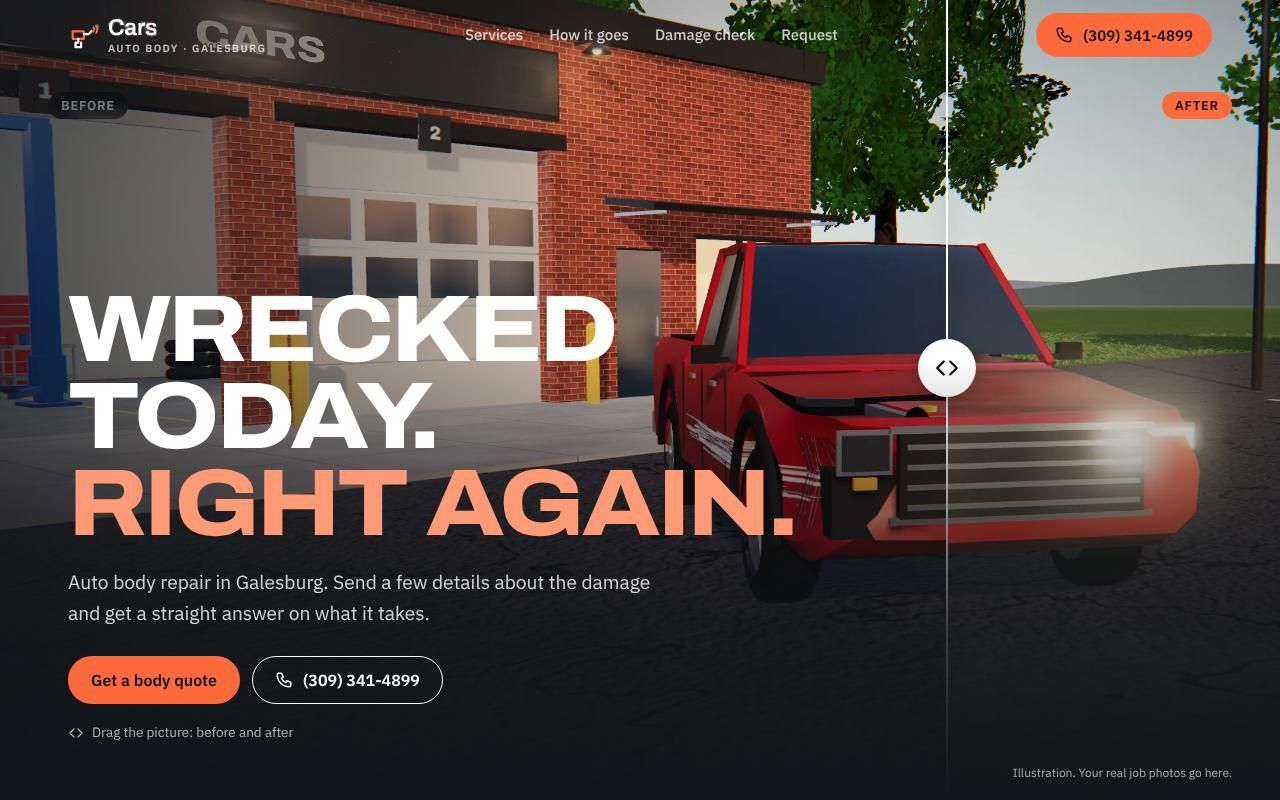 Cars
AUTO BODY · GALESBURG
CARS
Services
How it goes
Damage check
Request
(309) 341-4899
1
BEFORE
AFTER
2
WRECKED
TODAY.
RIGHT AGAIN.
Auto body repair in Galesburg. Send a few details about the damage
and get a straight answer on what it takes.
Get a body quote
(309) 341-4899
Drag the picture: before and after
Illustration. Your real job photos go here.